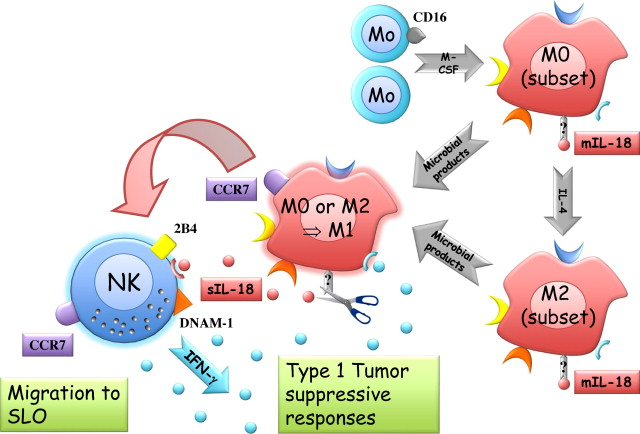 Mo
CD16
Mo
M-
CSF
M0
(subset)
?
mIL-18
Microbial
products
IL-4
CCR7
M0 or M2
⇒ M1
?
2B4
NK
sIL-18
DNAM-1
CCR7
IFN-γ
Microbial
products
M2
(subset)
?
mIL-18
Migration to
SLO
Type 1 Tumor
suppressive
responses